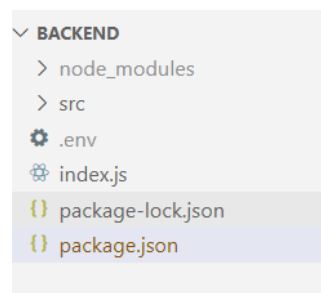 BACKEND
node_modules
src
.env
index.js
package-lock.json
package.json